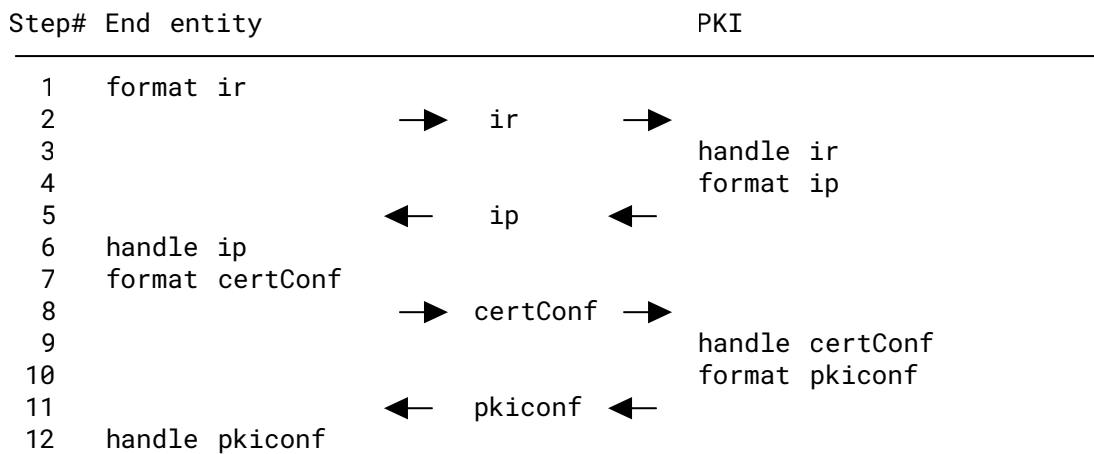 Step# End entity PKI
1 format ir
2 ir
3 handle ir
4 format ip
5 ip
6 handle ip
7 format certConf
8 certConf
9 handle certConf
10 format pkiconf
11 pkiconf
12 handle pkiconf